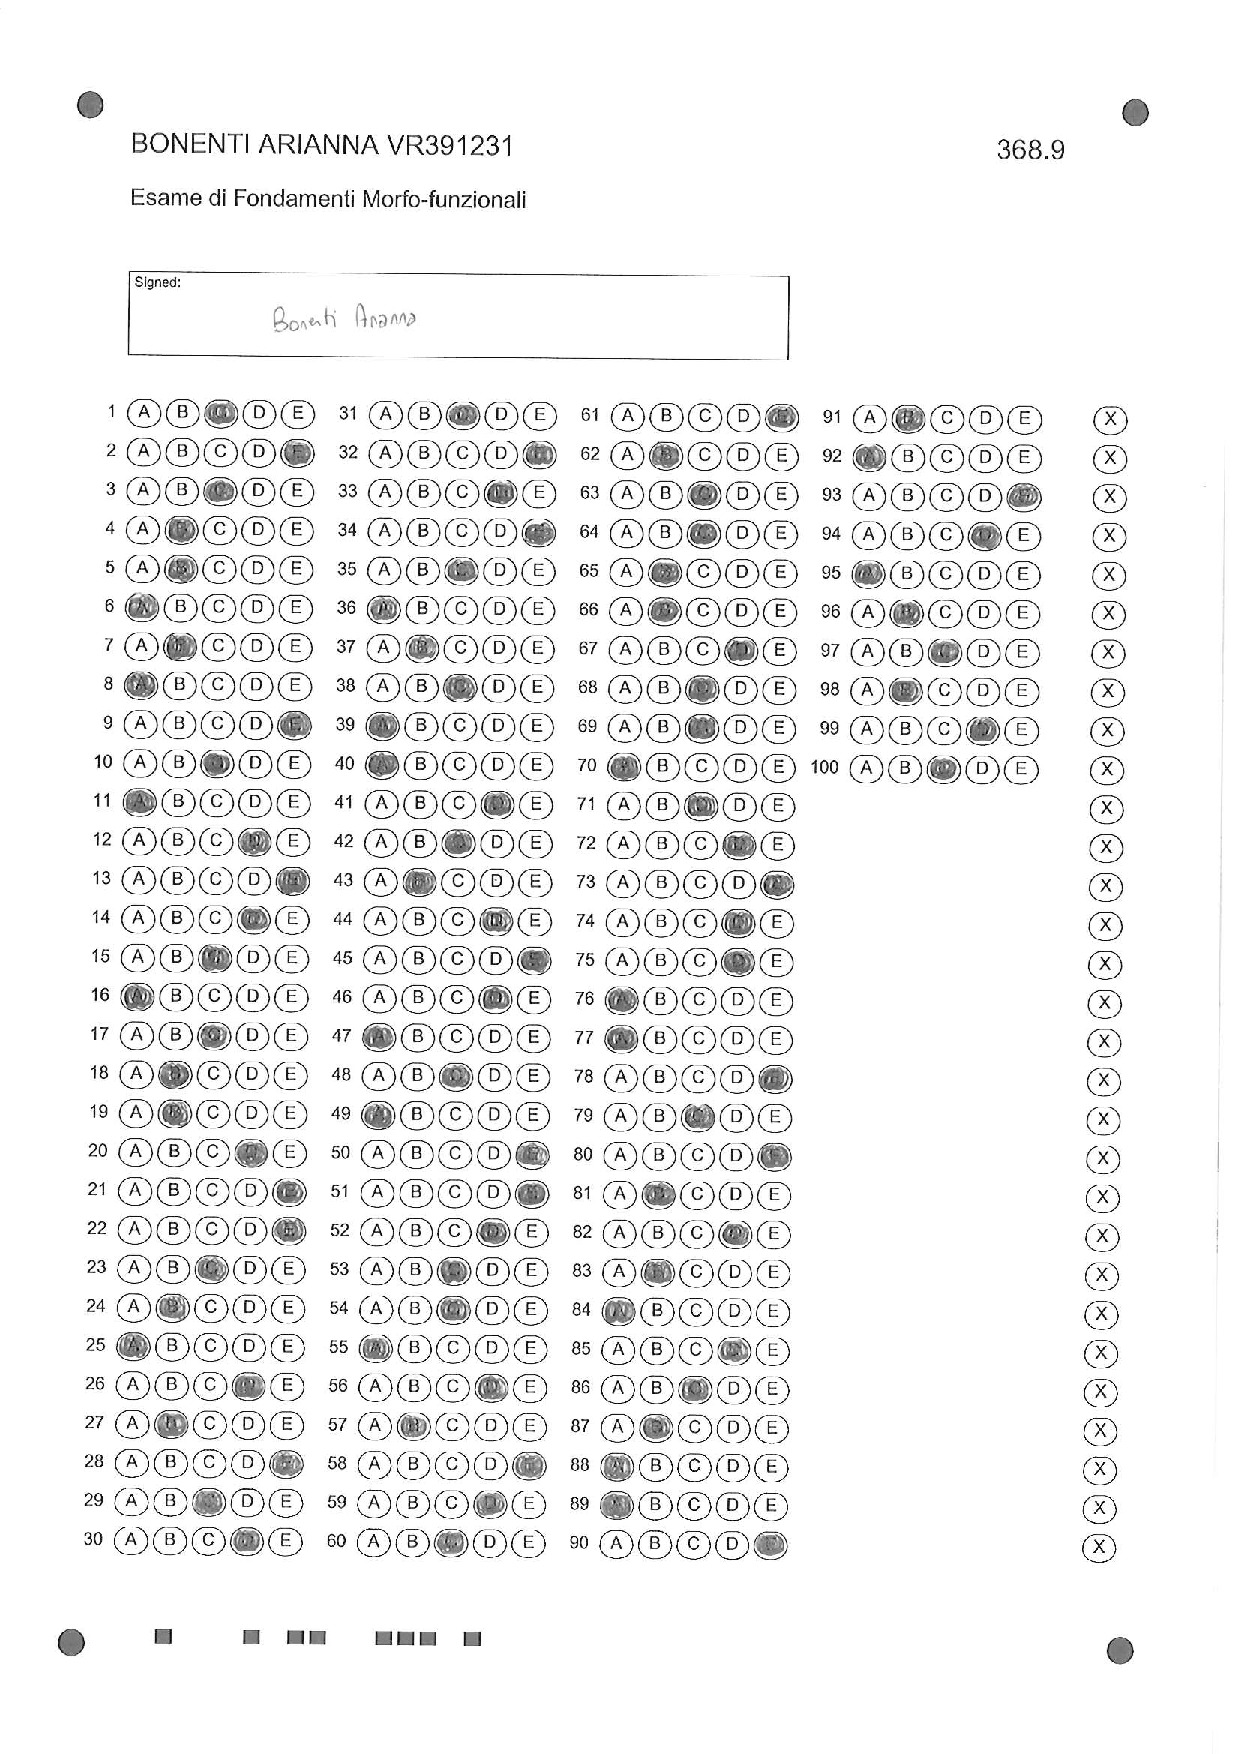 BONENTI ARIANNA VR391231 368.9
Esame di Fondamenti Morfo-funzionali
Signed:
Bonenti Arianna
1 A B C D E 31 A B C D E 61 A B C D E 91 A B C D E X
2 A B C D E 32 A B C D E 62 A B C D E 92 A B C D E X
3 A B C D E 33 A B C D E 63 A B C D E 93 A B C D E X
4 A B C D E 34 A B C D E 64 A B C D E 94 A B C D E X
5 A B C D E 35 A B C D E 65 A B C D E 95 A B C D E X
6 A B C D E 36 A B C D E 66 A B C D E 96 A B C D E X
7 A B C D E 37 A B C D E 67 A B C D E 97 A B C D E X
8 A B C D E 38 A B C D E 68 A B C D E 98 A B C D E X
9 A B C D E 39 A B C D E 69 A B C D E 99 A B C D E X
10 A B C D E 40 A B C D E 70 A B C D E 100 A B C D E X
11 A B C D E 41 A B C D E 71 A B C D E X
12 A B C D E 42 A B C D E 72 A B C D E X
13 A B C D E 43 A B C D E 73 A B C D E X
14 A B C D E 44 A B C D E 74 A B C D E X
15 A B C D E 45 A B C D E 75 A B C D E X
16 A B C D E 46 A B C D E 76 A B C D E X
17 A B C D E 47 A B C D E 77 A B C D E X
18 A B C D E 48 A B C D E 78 A B C D E X
19 A B C D E 49 A B C D E 79 A B C D E X
20 A B C D E 50 A B C D E 80 A B C D E X
21 A B C D E 51 A B C D E 81 A B C D E X
22 A B C D E 52 A B C D E 82 A B C D E X
23 A B C D E 53 A B C D E 83 A B C D E X
24 A B C D E 54 A B C D E 84 A B C D E X
25 A B C D E 55 A B C D E 85 A B C D E X
26 A B C D E 56 A B C D E 86 A B C D E X
27 A B C D E 57 A B C D E 87 A B C D E X
28 A B C D E 58 A B C D E 88 A B C D E X
29 A B C D E 59 A B C D E 89 A B C D E X
30 A B C D E 60 A B C D E 90 A B C D E X